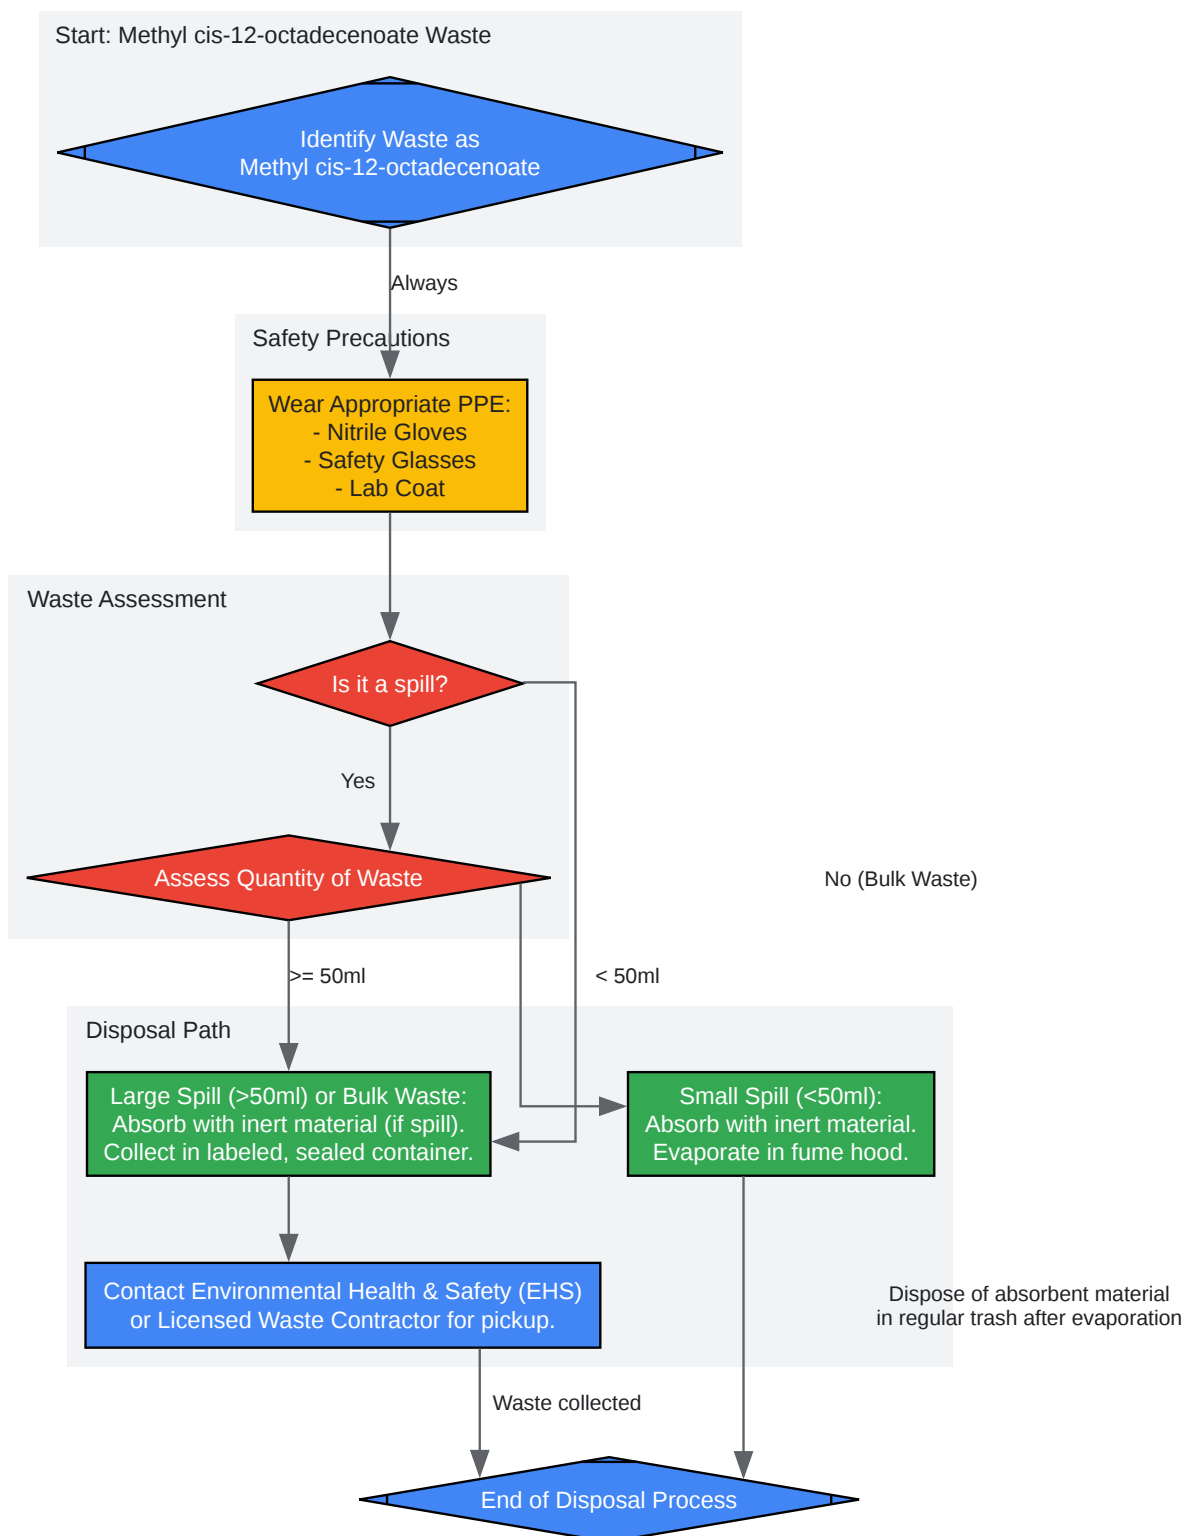 Start: Methyl cis-12-octadecenoate Waste
Identify Waste as
Methyl cis-12-octadecenoate
Always
Safety Precautions
Wear Appropriate PPE:
- Nitrile Gloves
- Safety Glasses
- Lab Coat
Waste Assessment
Is it a spill?
Yes
Assess Quantity of Waste
No (Bulk Waste)
>= 50ml
< 50ml
Disposal Path
Large Spill (>50ml) or Bulk Waste:
Absorb with inert material (if spill).
Collect in labeled, sealed container.
Small Spill (<50ml):
Absorb with inert material.
Evaporate in fume hood.
Contact Environmental Health & Safety (EHS)
or Licensed Waste Contractor for pickup.
Dispose of absorbent material
in regular trash after evaporation
Waste collected
End of Disposal Process